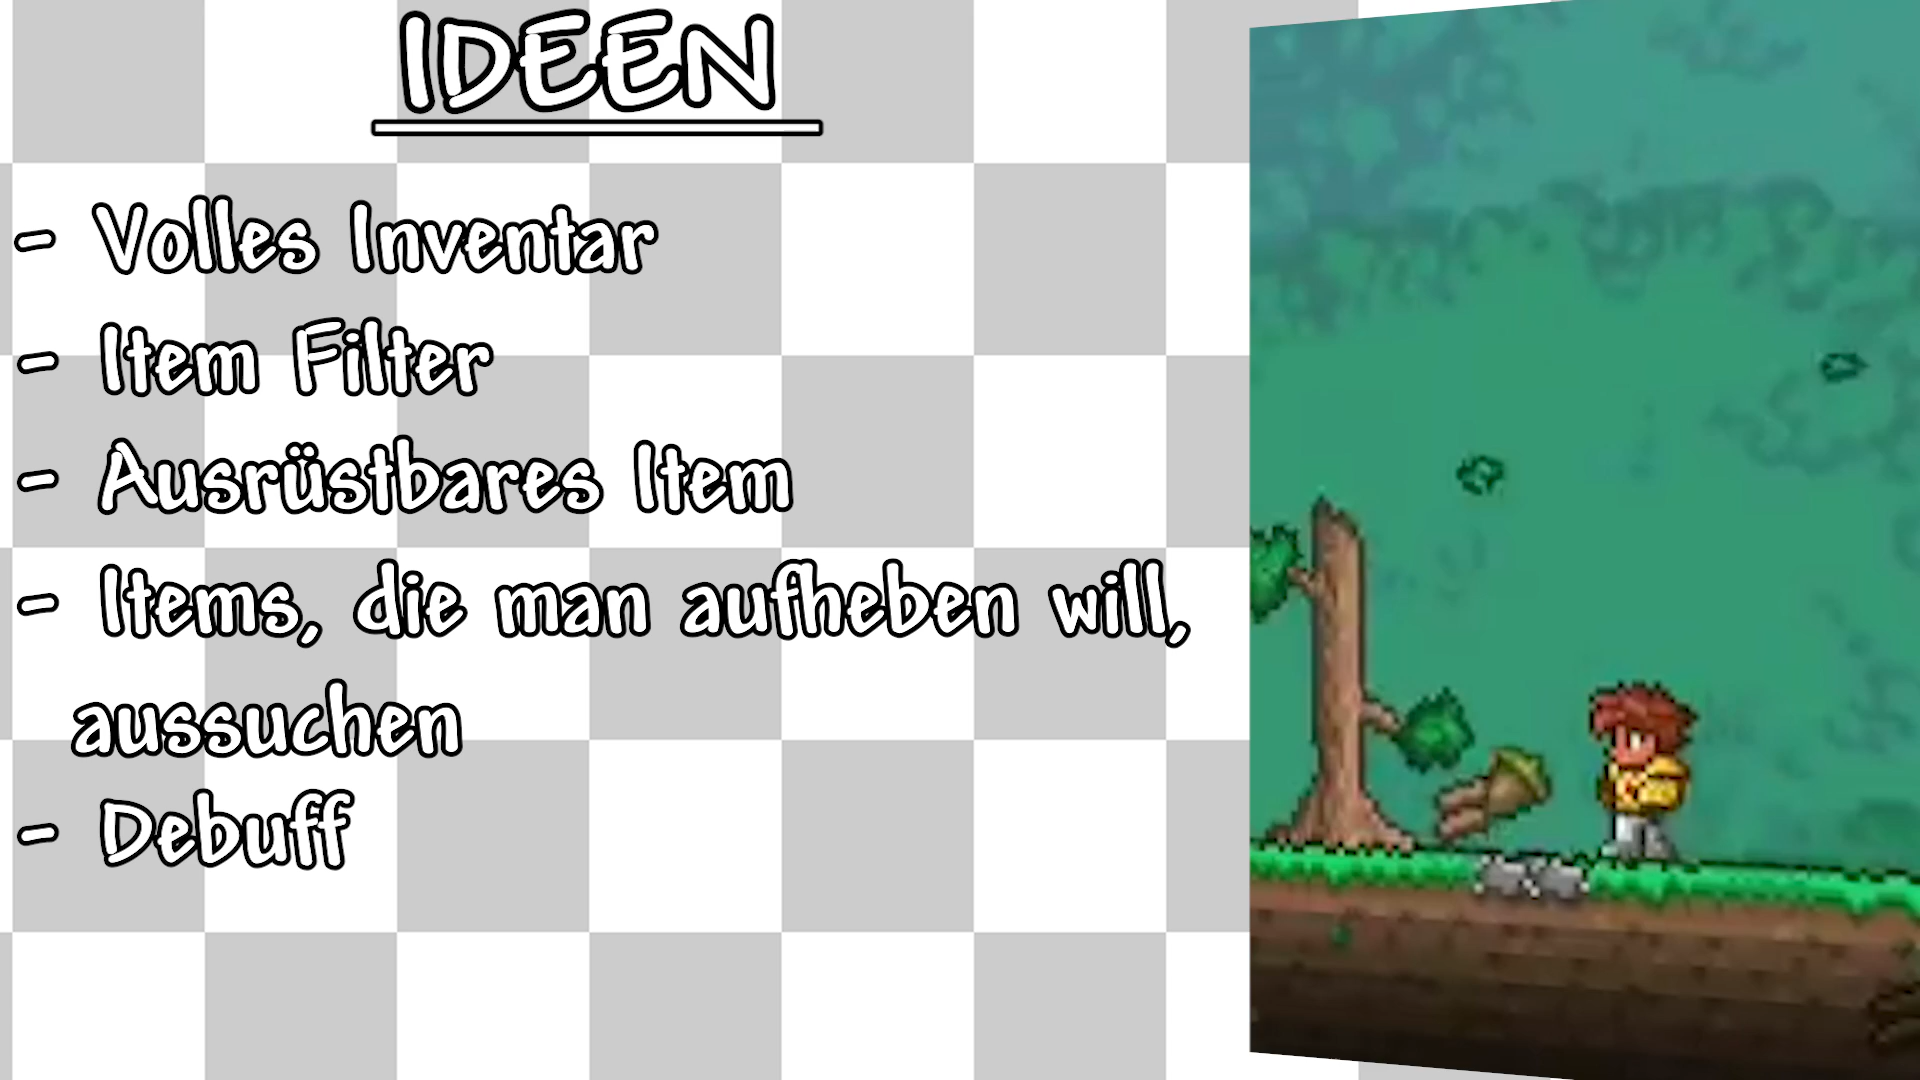 IDEEN
- Volles Inventar
- Item Filter
- Ausrüstbares Item
- Items, die man aufheben will,
aussuchen
- Debuff